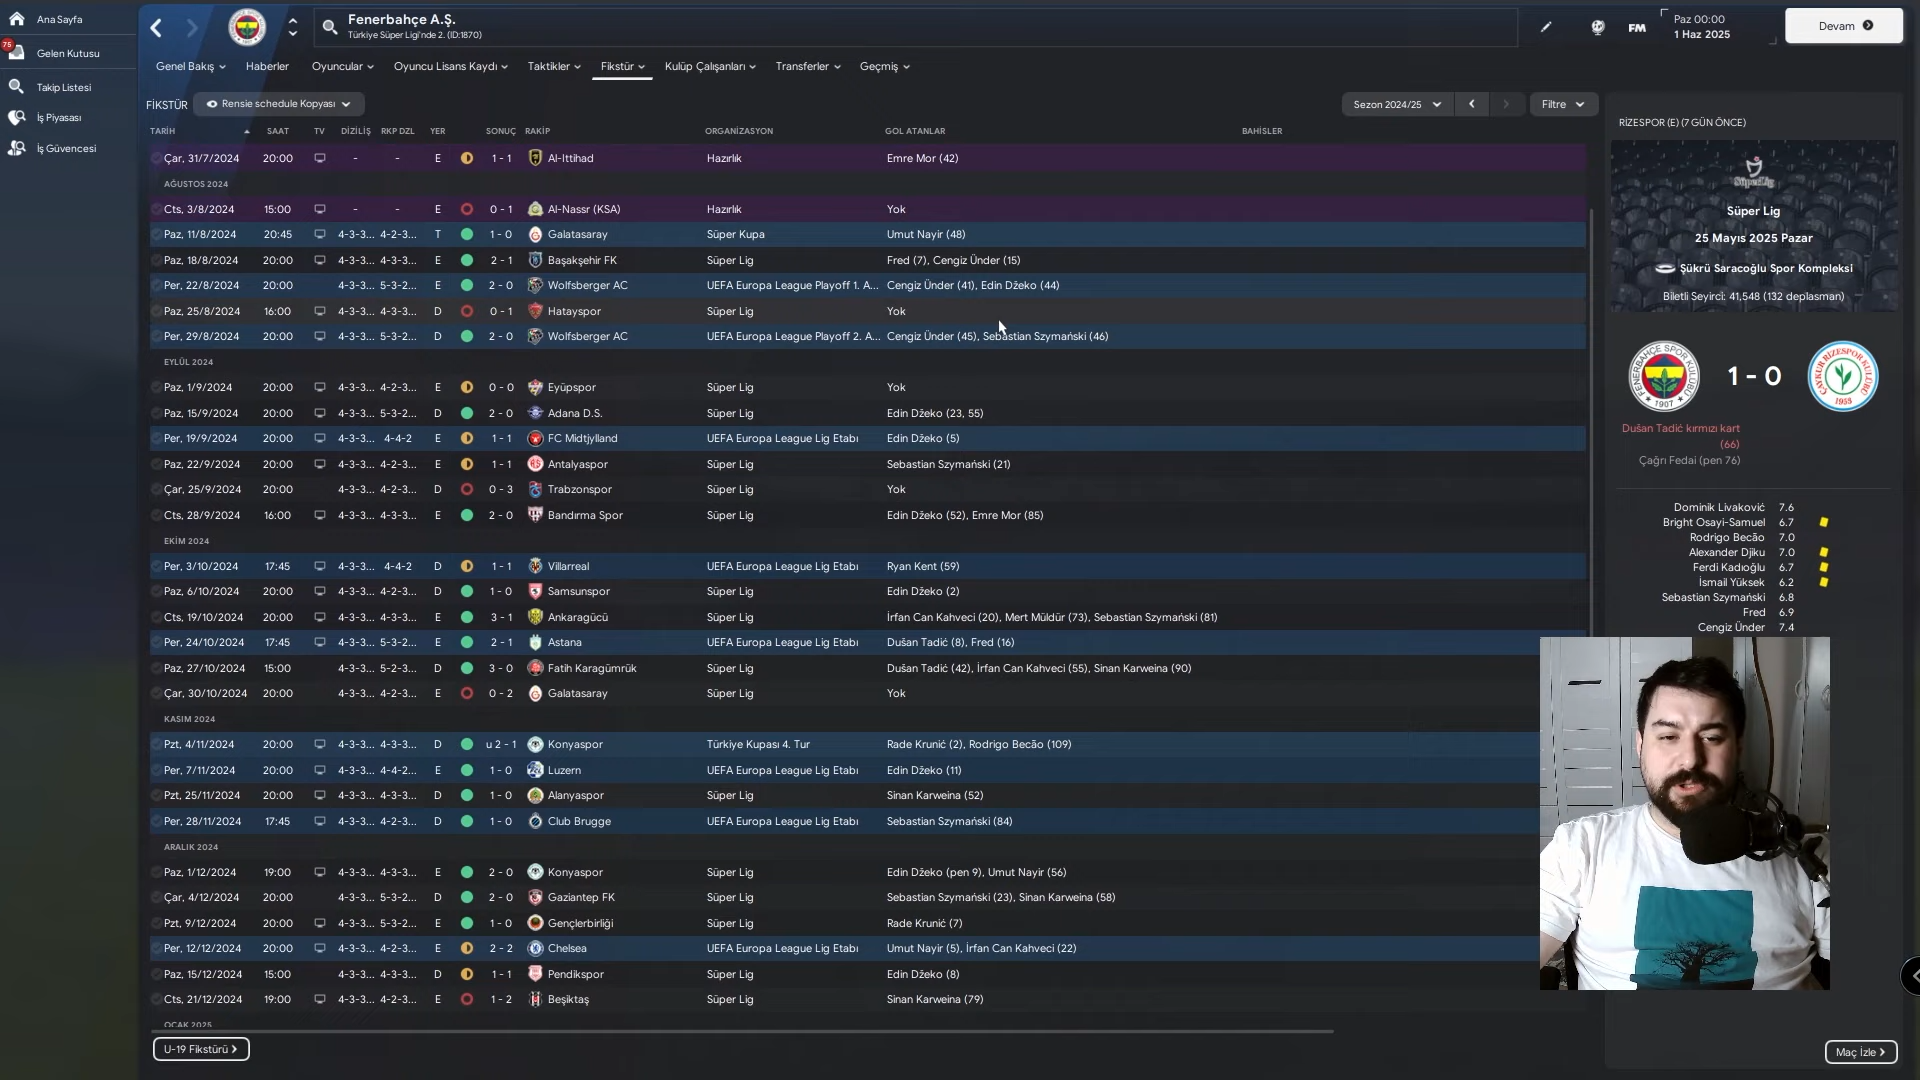 Ana Sayfa
75
Gelen Kutusu
Takip Listesi
İş Piyasası
İş Güvencesi
Fenerbahçe A.Ş.
Türkiye Süper Ligi'nde 2. (ID:1870)
FM
Paz 00:00
1 Haz 2025
Devam
Genel Bakış Haberler Oyuncular Oyuncu Lisans Kaydı Taktikler Fikstür Kulüp Çalışanları Transferler Geçmiş
FİKSTÜR Rensie schedule Kopyası Sezon 2024/25 Filtre
TARİH SAAT TV DİZİLİŞ RKP DZL YER SONUÇ RAKİP ORGANİZASYON GOL ATANLAR BAHİSLER
Çar, 31/7/2024 20:00 - - E 1 - 1 Al-Ittihad Hazırlık Emre Mor (42)
AĞUSTOS 2024
Cts, 3/8/2024 15:00 - - E 0 - 1 Al-Nassr (KSA) Hazırlık Yok
Paz, 11/8/2024 20:45 4-3-3... 4-2-3... T 1 - 0 Galatasaray Süper Kupa Umut Nayir (48)
Paz, 18/8/2024 20:00 4-3-3... 4-3-3... E 2 - 1 Başakşehir FK Süper Lig Fred (7), Cengiz Ünder (15)
Per, 22/8/2024 20:00 4-3-3... 5-3-2... E 2 - 0 Wolfsberger AC UEFA Europa League Playoff 1. A... Cengiz Ünder (41), Edin Džeko (44)
Paz, 25/8/2024 16:00 4-3-3... 4-3-3... D 0 - 1 Hatayspor Süper Lig Yok
Per, 29/8/2024 20:00 4-3-3... 5-3-2... D 2 - 0 Wolfsberger AC UEFA Europa League Playoff 2. A... Cengiz Ünder (45), Sebastian Szymański (46)
EYLÜL 2024
Paz, 1/9/2024 20:00 4-3-3... 4-2-3... E 0 - 0 Eyüpspor Süper Lig Yok
Paz, 15/9/2024 20:00 4-3-3... 5-3-2... D 2 - 0 Adana D.S. Süper Lig Edin Džeko (23, 55)
Per, 19/9/2024 20:00 4-3-3... 4-4-2 E 1 - 1 FC Midtjylland UEFA Europa League Lig Etabı Edin Džeko (5)
Paz, 22/9/2024 20:00 4-3-3... 4-2-3... E 1 - 1 Antalyaspor Süper Lig Sebastian Szymański (21)
Çar, 25/9/2024 20:00 4-3-3... 4-2-3... D 0 - 3 Trabzonspor Süper Lig Yok
Cts, 28/9/2024 16:00 4-3-3... 4-3-3... E 2 - 0 Bandırma Spor Süper Lig Edin Džeko (52), Emre Mor (85)
EKİM 2024
Per, 3/10/2024 17:45 4-3-3... 4-4-2 D 1 - 1 Villarreal UEFA Europa League Lig Etabı Ryan Kent (59)
Paz, 6/10/2024 20:00 4-3-3... 4-2-3... D 1 - 0 Samsunspor Süper Lig Edin Džeko (2)
Cts, 19/10/2024 20:00 4-3-3... 4-3-3... E 3 - 1 Ankaragücü Süper Lig İrfan Can Kahveci (20), Mert Müldür (73), Sebastian Szymański (81)
Per, 24/10/2024 17:45 4-3-3... 5-3-2... E 2 - 1 Astana UEFA Europa League Lig Etabı Dušan Tadić (8), Fred (16)
Paz, 27/10/2024 15:00 4-3-3... 5-2-3... D 3 - 0 Fatih Karagümrük Süper Lig Dušan Tadić (42), İrfan Can Kahveci (55), Sinan Karweina (90)
Çar, 30/10/2024 20:00 4-3-3... 4-2-3... E 0 - 2 Galatasaray Süper Lig Yok
KASIM 2024
Pzt, 4/11/2024 20:00 4-3-3... 4-3-3... D u 2 - 1 Konyaspor Türkiye Kupası 4. Tur Rade Krunić (2), Rodrigo Becão (109)
Per, 7/11/2024 20:00 4-3-3... 4-4-2... E 1 - 0 Luzern UEFA Europa League Lig Etabı Edin Džeko (11)
Pzt, 25/11/2024 20:00 4-3-3... 4-3-3... D 1 - 0 Alanyaspor Süper Lig Sinan Karweina (52)
Per, 28/11/2024 17:45 4-3-3... 4-2-3... D 1 - 0 Club Brugge UEFA Europa League Lig Etabı Sebastian Szymański (84)
ARALIK 2024
Paz, 1/12/2024 19:00 4-3-3... 4-3-3... E 2 - 0 Konyaspor Süper Lig Edin Džeko (pen 9), Umut Nayir (56)
Çar, 4/12/2024 20:00 4-3-3... 5-3-2... D 2 - 0 Gaziantep FK Süper Lig Sebastian Szymański (23), Sinan Karweina (58)
Pzt, 9/12/2024 20:00 4-3-3... 5-3-2... E 1 - 0 Gençlerbirliği Süper Lig Rade Krunić (7)
Per, 12/12/2024 20:00 4-3-3... 4-2-3... E 2 - 2 Chelsea UEFA Europa League Lig Etabı Umut Nayir (5), İrfan Can Kahveci (22)
Paz, 15/12/2024 15:00 4-3-3... 4-3-3... D 1 - 1 Pendikspor Süper Lig Edin Džeko (8)
Cts, 21/12/2024 19:00 4-3-3... 4-2-3... E 1 - 2 Beşiktaş Süper Lig Sinan Karweina (79)
OCAK 2025
U-19 Fikstürü
RİZESPOR (E) (7 GÜN ÖNCE)
SüperLig
Süper Lig
25 Mayıs 2025 Pazar
Şükrü Saracoğlu Spor Kompleksi
Biletli Seyirci: 41,548 (132 deplasman)
FENERBAHÇE SPOR KULÜBÜ
1907
1 - 0
ÇAYKUR RİZESPOR KULÜBÜ
1953
Dušan Tadić kırmızı kart
(66)
Çağrı Fedai (pen 76)
Dominik Livaković 7.6
Bright Osayi-Samuel 6.7
Rodrigo Becão 7.0
Alexander Djiku 7.0
Ferdi Kadıoğlu 6.7
İsmail Yüksek 6.2
Sebastian Szymański 6.8
Fred 6.9
Cengiz Ünder 7.4
Maç İzle